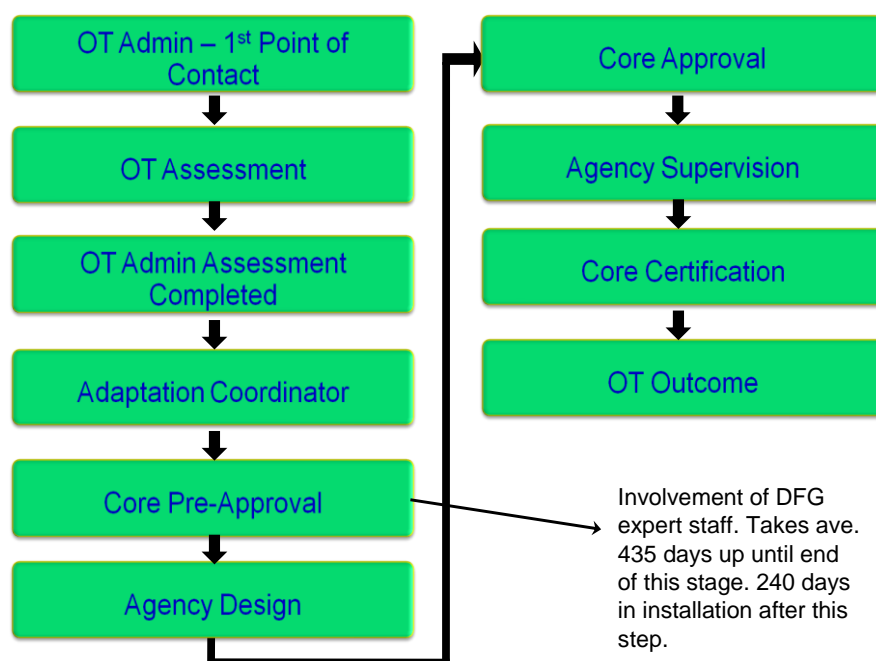 OT Admin – 1st Point of
Contact
OT Assessment
OT Admin Assessment
Completed
Adaptation Coordinator
Core Pre-Approval
Agency Design
Core Approval
Agency Supervision
Core Certification
OT Outcome
Involvement of DFG
expert staff. Takes ave.
435 days up until end
of this stage. 240 days
in installation after this
step.